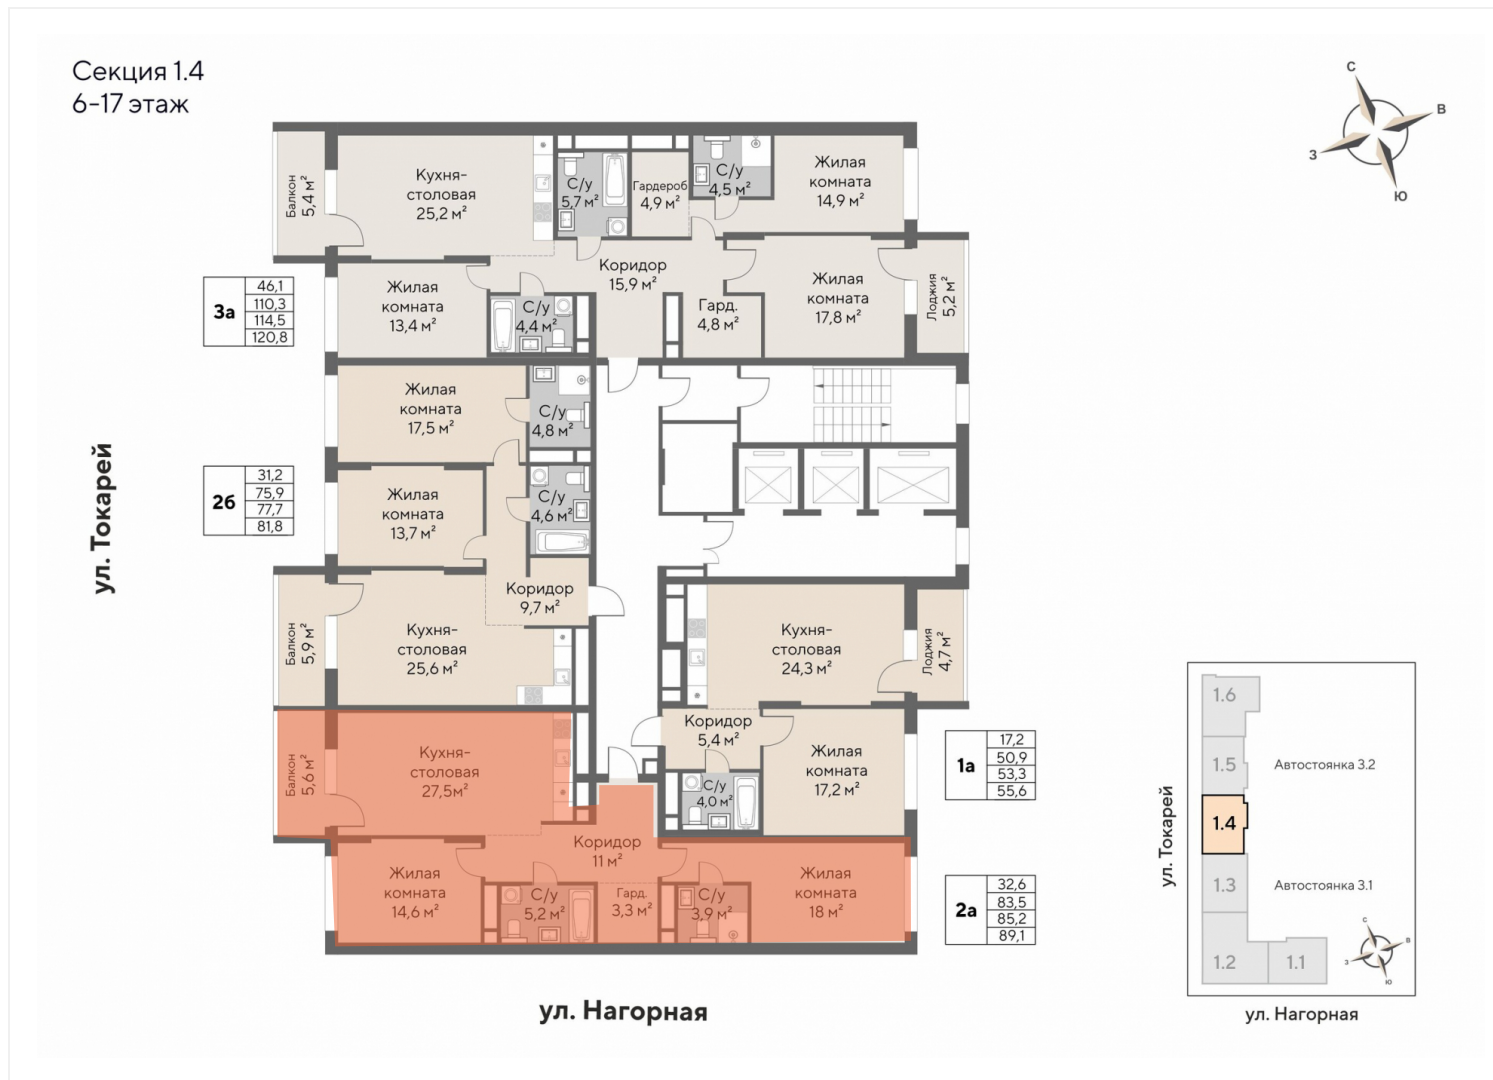 Секция 1.4
6-17 этаж
С
В
З
Ю
Балкон
5,4 м²
Кухня-
столовая
25,2 м²
С/у
5,7 м²
Гардероб
4,9 м²
С/у
4,5 м²
Жилая
комната
14,9 м²
Коридор
15,9 м²
Жилая
комната
13,4 м²
С/у
4,4 м²
Гард.
4,8 м²
Жилая
комната
17,8 м²
Лоджия
5,2 м²
3а
46,1
110,3
114,5
120,8
Жилая
комната
17,5 м²
С/у
4,8 м²
ул. Токарей
2б
31,2
75,9
77,7
81,8
Жилая
комната
13,7 м²
С/у
4,6 м²
Коридор
9,7 м²
Балкон
5,9 м²
Кухня-
столовая
25,6 м²
Кухня-
столовая
24,3 м²
Лоджия
4,7 м²
Коридор
5,4 м²
С/у
4,0 м²
Жилая
комната
17,2 м²
1а
17,2
50,9
53,3
55,6
Балкон
5,6 м²
Кухня-
столовая
27,5м²
Коридор
11 м²
Жилая
комната
14,6 м²
С/у
5,2 м²
Гард.
3,3 м²
С/у
3,9 м²
Жилая
комната
18 м²
2а
32,6
83,5
85,2
89,1
ул. Нагорная
1.6
1.5
Автостоянка 3.2
1.4
ул. Токарей
1.3
Автостоянка 3.1
1.2
1.1
С
В
З
Ю
ул. Нагорная